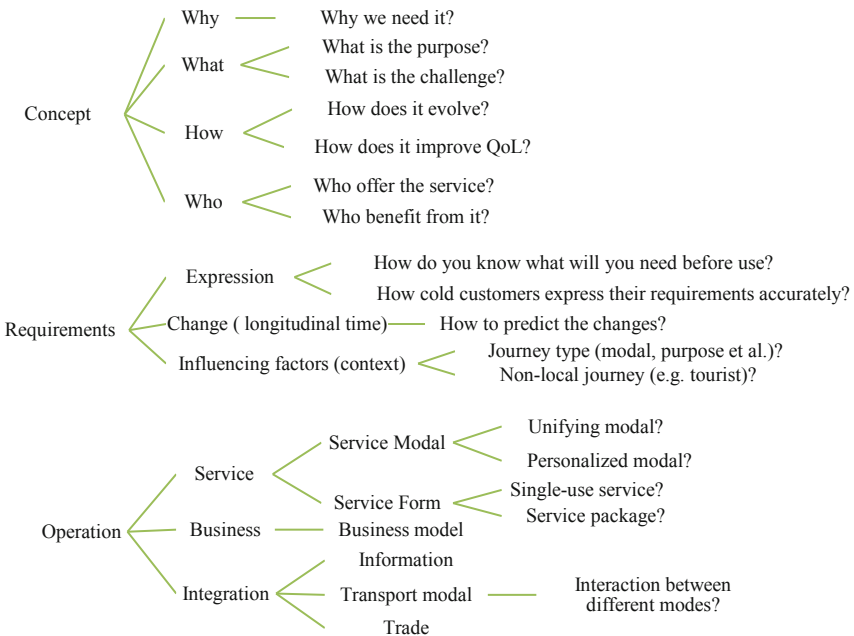 Why
Why we need it?
What
What is the purpose?
What is the challenge?
Concept
How
How does it evolve?
How does it improve QoL?
Who
Who offer the service?
Who benefit from it?
Requirements
Expression
How do you know what will you need before use?
How cold customers express their requirements accurately?
Change ( longitudinal time)
How to predict the changes?
Influencing factors (context)
Journey type (modal, purpose et al.)?
Non-local journey (e.g. tourist)?
Operation
Service
Service Modal
Unifying modal?
Personalized modal?
Service Form
Single-use service?
Service package?
Business
Business model
Integration
Information
Transport modal
Interaction between
different modes?
Trade